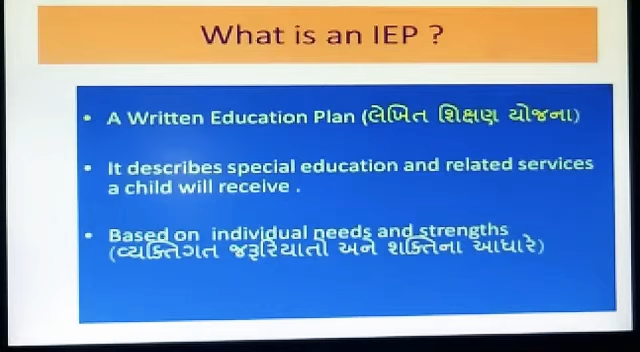 What is an IEP ?
• A Written Education Plan (લેખિત શિક્ષણ યોજના)
• It describes special education and related services
a child will receive .
• Based on individual needs and strengths
(વ્યક્તિગત જરૂરિયાતો અને શક્તિના આધારે)